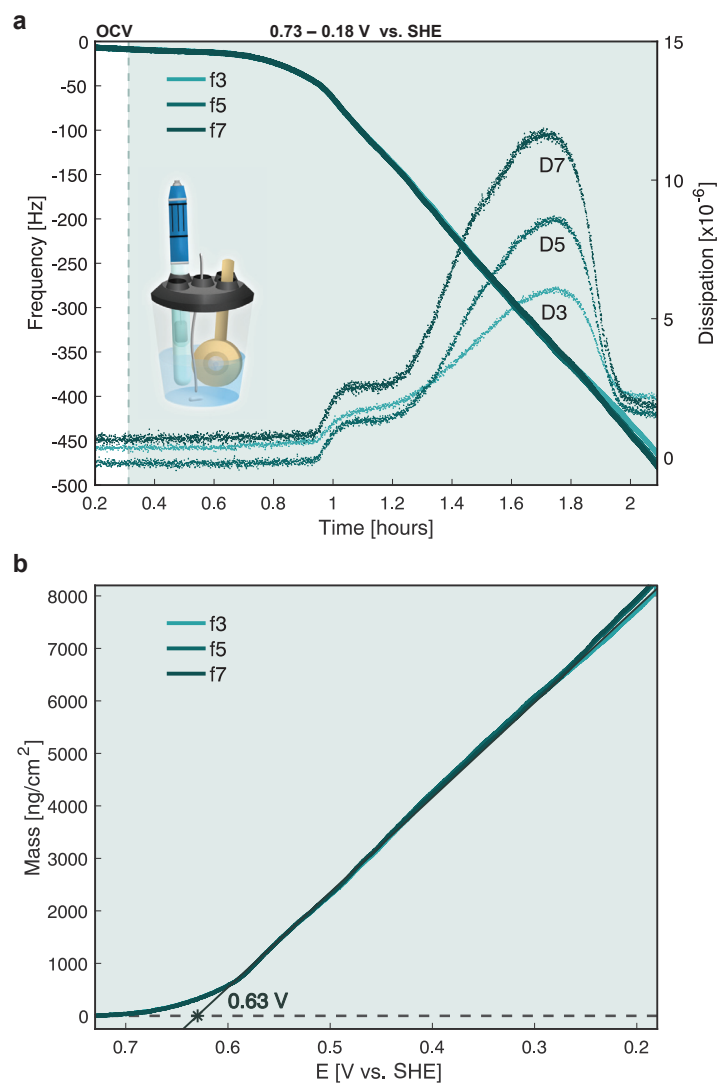 a
OCV 0.73 – 0.18 V vs. SHE
0
-50
-100
-150
-200
-250
-300
-350
-400
-450
-500
Frequency [Hz]
f3
f5
f7
D7
D5
D3
15
10
5
0
Dissipation [x10⁻⁶]
0.2 0.4 0.6 0.8 1 1.2 1.4 1.6 1.8 2
Time [hours]
b
8000
7000
6000
5000
4000
3000
2000
1000
0
Mass [ng/cm²]
f3
f5
f7
0.63 V
0.7 0.6 0.5 0.4 0.3 0.2
E [V vs. SHE]